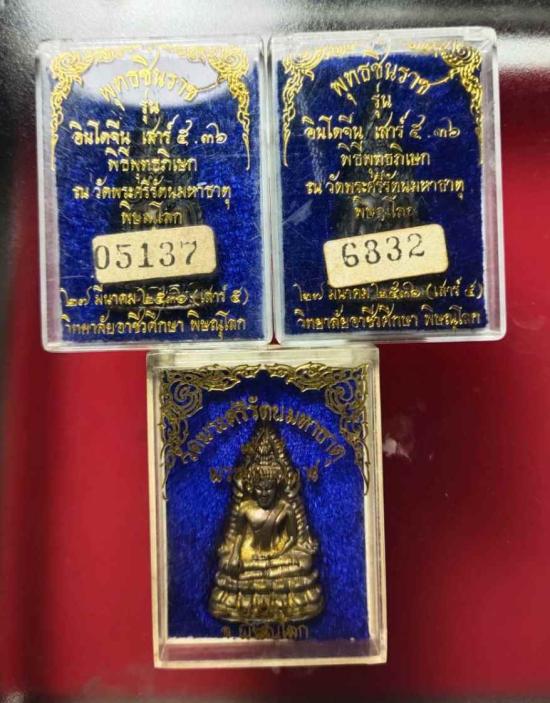 พุทธชินราช
รุ่น
อินโดจีน เสาร์ ๕ . ๓๖
พิธีพุทธาภิเษก
ณ วัดพระศรีรัตนมหาธาตุ
พิษณุโลก
05137
๒๗ มีนาคม ๒๕๓๖ (เสาร์ ๕)
วิทยาลัยอาชีวศึกษา พิษณุโลก
พุทธชินราช
รุ่น
อินโดจีน เสาร์ ๕ . ๓๖
พิธีพุทธาภิเษก
ณ วัดพระศรีรัตนมหาธาตุ
พิษณุโลก
6832
๒๗ มีนาคม ๒๕๓๖ (เสาร์ ๕)
วิทยาลัยอาชีวศึกษา พิษณุโลก
วัดพระศรีรัตนมหาธาตุ
จ.พิษณุโลก